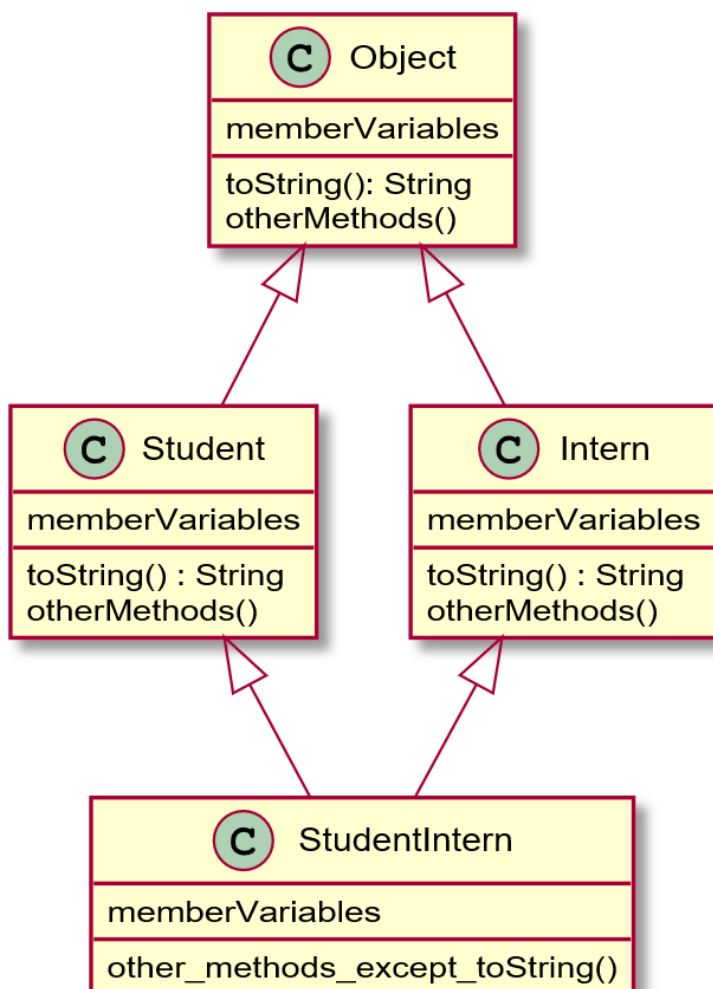 C Object
memberVariables
toString(): String
otherMethods()
C Student
memberVariables
toString() : String
otherMethods()
C Intern
memberVariables
toString() : String
otherMethods()
C StudentIntern
memberVariables
other_methods_except_toString()